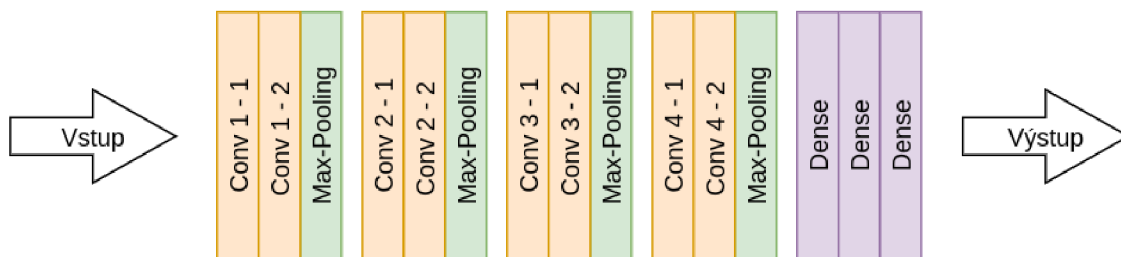 Vstup
Conv 1 - 1
Conv 1 - 2
Max-Pooling
Conv 2 - 1
Conv 2 - 2
Max-Pooling
Conv 3 - 1
Conv 3 - 2
Max-Pooling
Conv 4 - 1
Conv 4 - 2
Max-Pooling
Dense
Dense
Dense
Výstup